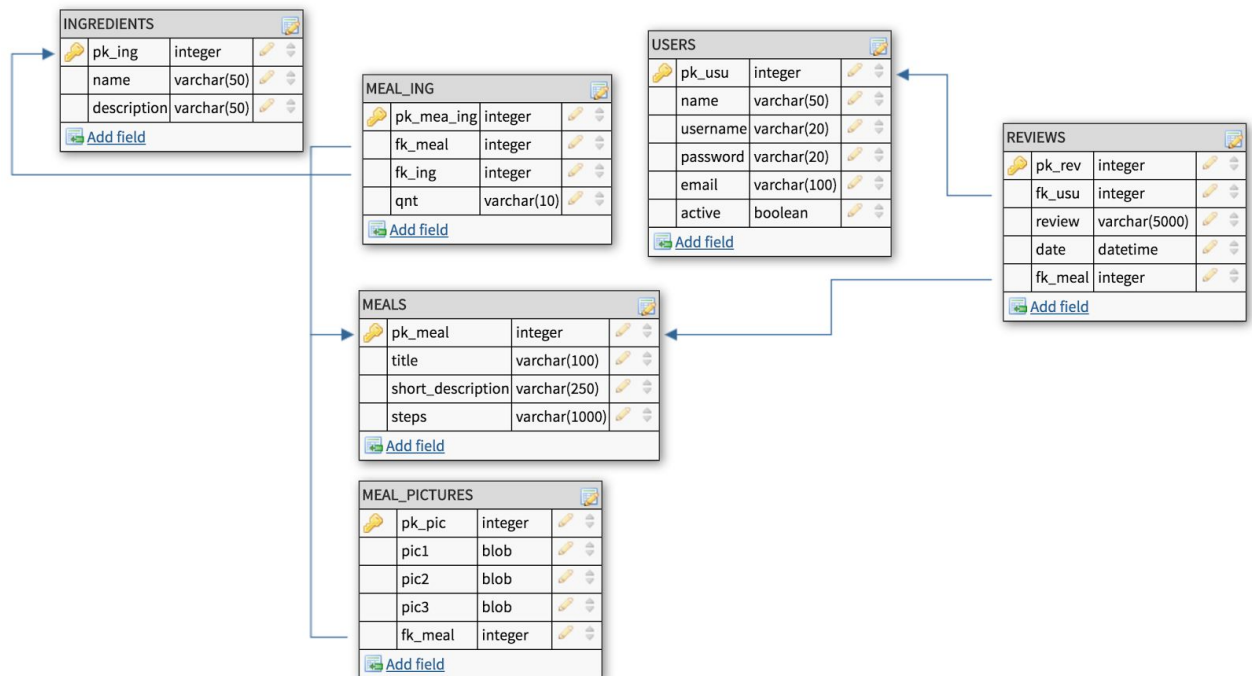 INGREDIENTS
pk_ing integer
name varchar(50)
description varchar(50)
Add field
MEAL_ING
pk_mea_ing integer
fk_meal integer
fk_ing integer
qnt varchar(10)
Add field
USERS
pk_usu integer
name varchar(50)
username varchar(20)
password varchar(20)
email varchar(100)
active boolean
Add field
REVIEWS
pk_rev integer
fk_usu integer
review varchar(5000)
date datetime
fk_meal integer
Add field
MEALS
pk_meal integer
title varchar(100)
short_description varchar(250)
steps varchar(1000)
Add field
MEAL_PICTURES
pk_pic integer
pic1 blob
pic2 blob
pic3 blob
fk_meal integer
Add field